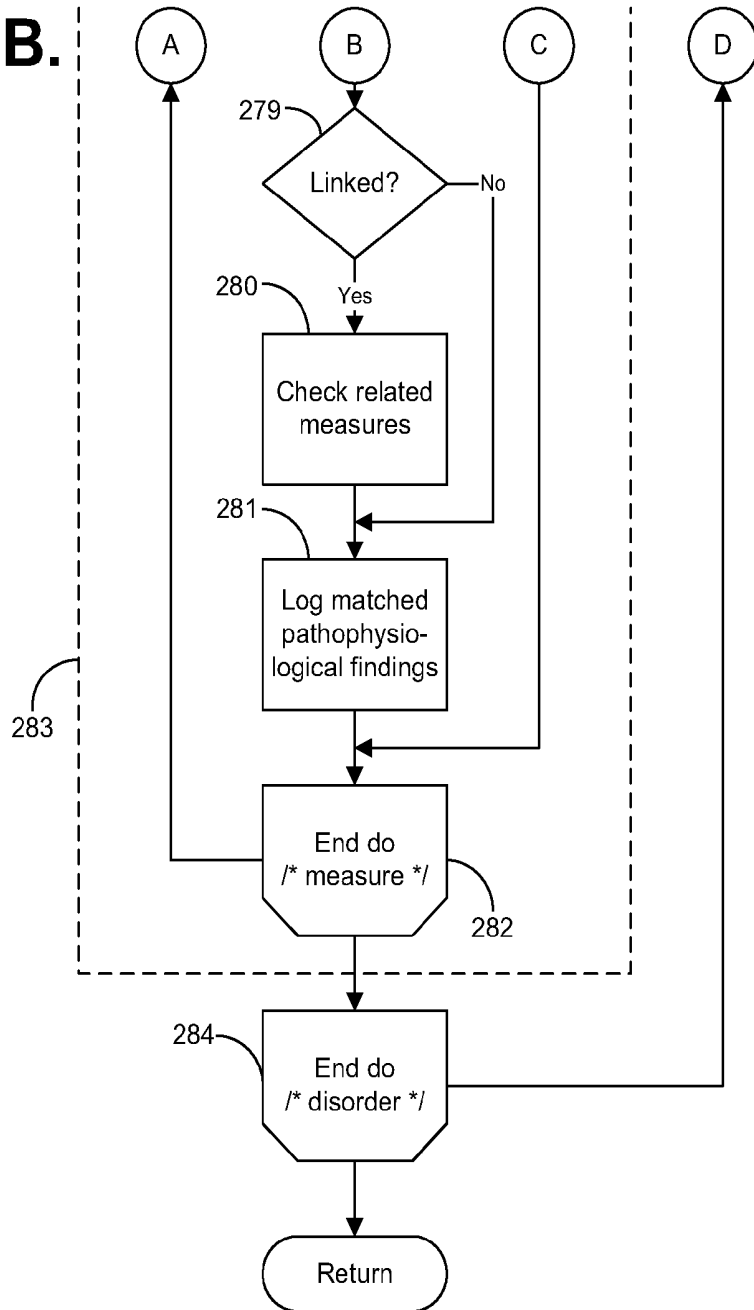 B.
A
B
C
D
279
Linked?
No
Yes
280
Check related
measures
281
Log matched
pathophysio-
logical findings
283
End do
/* measure */
282
284
End do
/* disorder */
Return